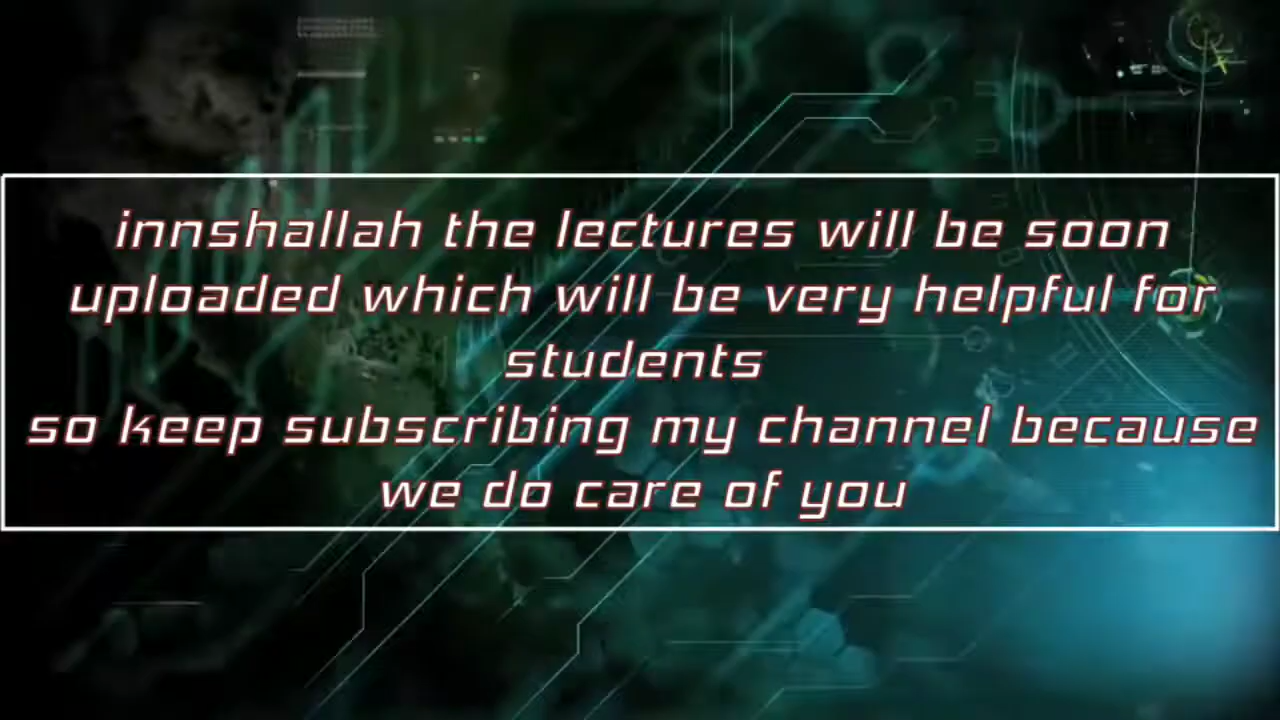 innshallah the lectures will be soon
uploaded which will be very helpful for
students
so keep subscribing my channel because
we do care of you